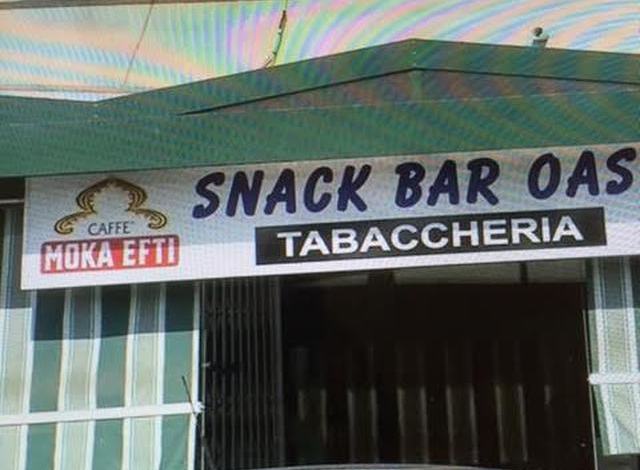 SNACK BAR OAS
TABACCHERIA
CAFFE'
MOKA EFTI